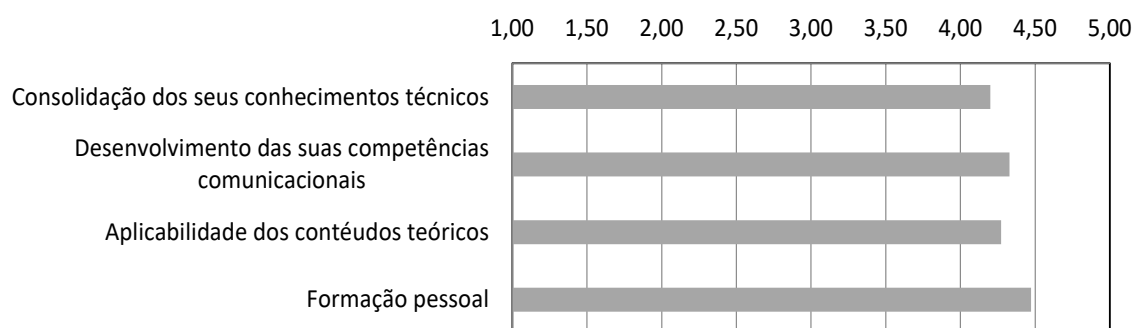 1,00 1,50 2,00 2,50 3,00 3,50 4,00 4,50 5,00
Consolidação dos seus conhecimentos técnicos
Desenvolvimento das suas competências
comunicacionais
Aplicabilidade dos contéudos teóricos
Formação pessoal